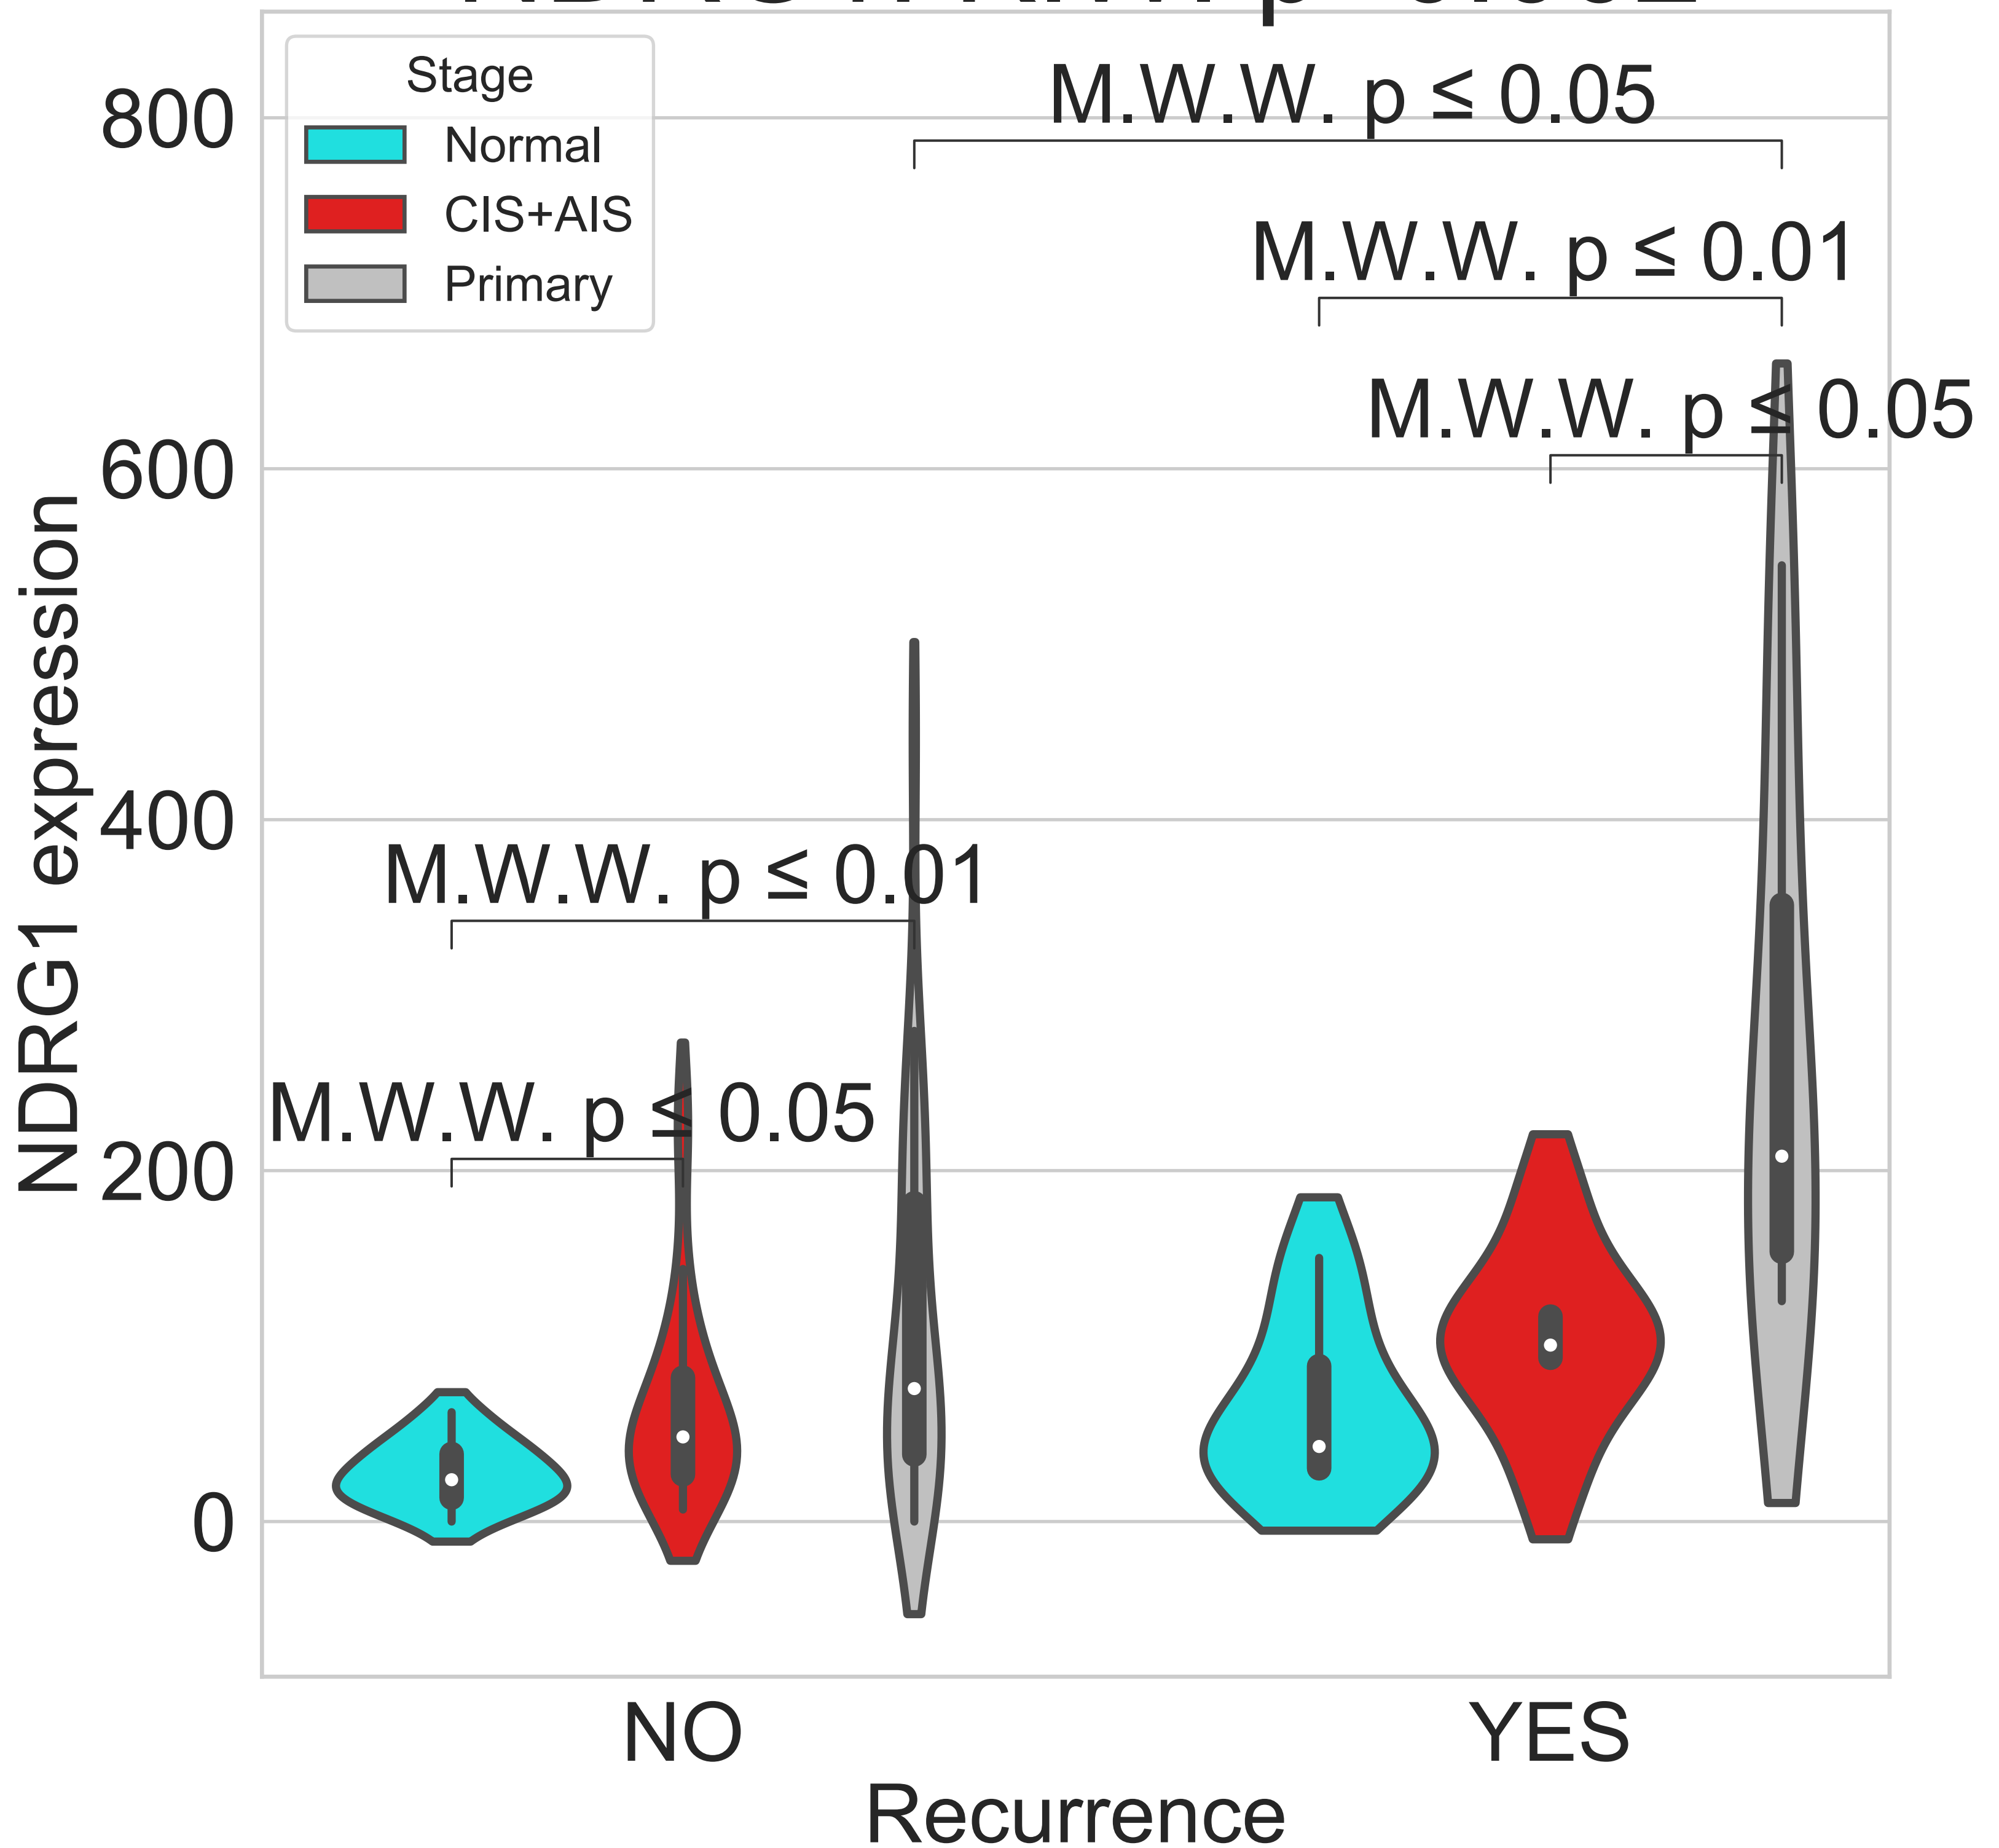 Stage
Normal
CIS+AIS
Primary
M.W.W. p ≤ 0.05
M.W.W. p ≤ 0.01
M.W.W. p ≤ 0.05
M.W.W. p ≤ 0.01
M.W.W. p ≤ 0.05
800
600
400
200
0
NDRG1 expression
NO
YES
Recurrence